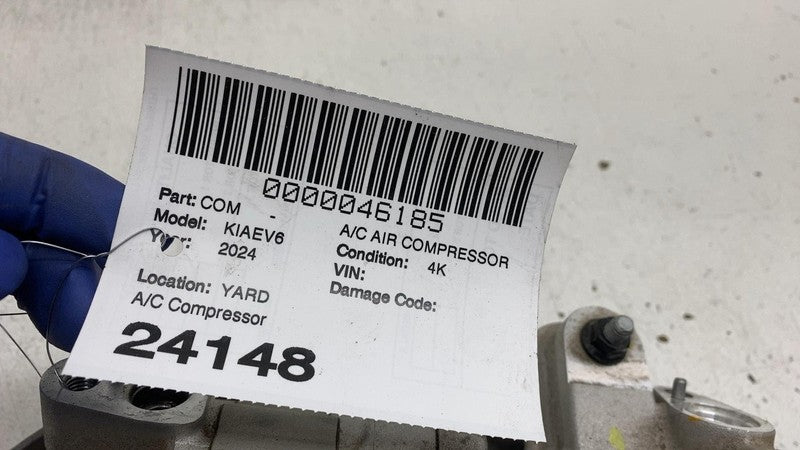 0000046185
Part: COM -
Model: KIAEV6
Year: 2024
A/C AIR COMPRESSOR
Condition: 4K
VIN:
Damage Code:
Location: YARD
A/C Compressor
24148